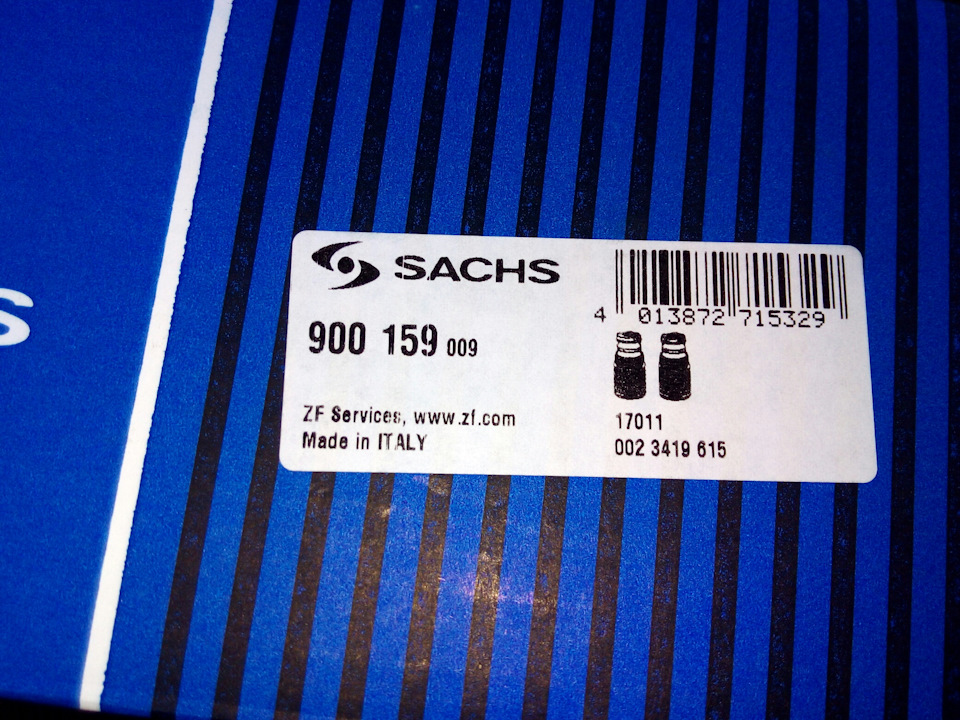 S
SACHS
900 159 009
ZF Services, www.zf.com
Made in ITALY
4 013872 715329
17011
002 3419 615